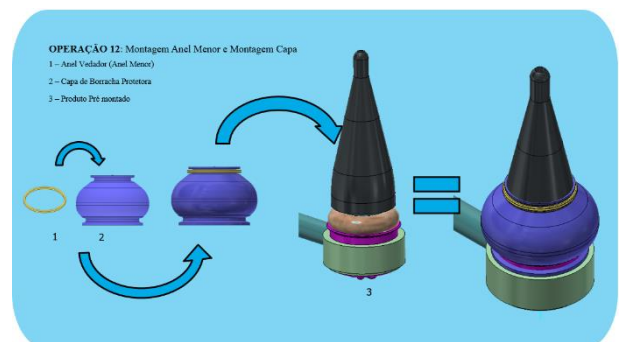 OPERAÇÃO 12: Montagem Anel Menor e Montagem Capa
1 – Anel Vedador (Anel Menor)
2 – Capa de Borracha Protetora
3 – Produto Pré montado
1
2
3